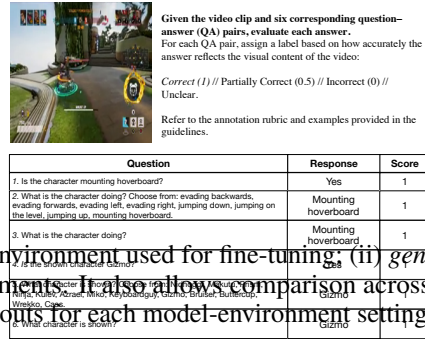 Given the video clip and six corresponding question–
answer (QA) pairs, evaluate each answer.
For each QA pair, assign a label based on how accurately the
answer reflects the visual content of the video:
Correct (1) // Partially Correct (0.5) // Incorrect (0) //
Unclear.
Refer to the annotation rubric and examples provided in the
guidelines.
Question Response Score
1. Is the character mounting hoverboard? Yes 1
2. What is the character doing? Choose from: evading backwards,
evading forwards, evading left, evading right, jumping down, jumping on
the level, jumping up, mounting hoverboard.
Mounting
hoverboard
1
3. What is the character doing?
Mounting
hoverboard
1
nvironment used for fine-tuning; (ii) gen
4. Is the shown character Gizmo? Yes
ments. It also allows comparison across
5. What character is shown? Choose from:
Ninja, Kulev, Azrael, Miko, Keyboardguy, Gizmo, Bruiser, Buttercup,
Wrekko, Cass.
Gizmo
outs for each model-environment setting
6. What character is shown? Gizmo 1